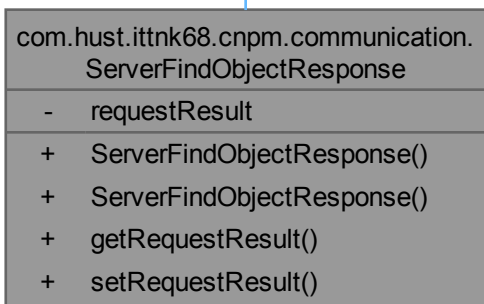 com.hust.ittnk68.cnpm.communication.
ServerFindObjectResponse
- requestResult
+ ServerFindObjectResponse()
+ ServerFindObjectResponse()
+ getRequestResult()
+ setRequestResult()